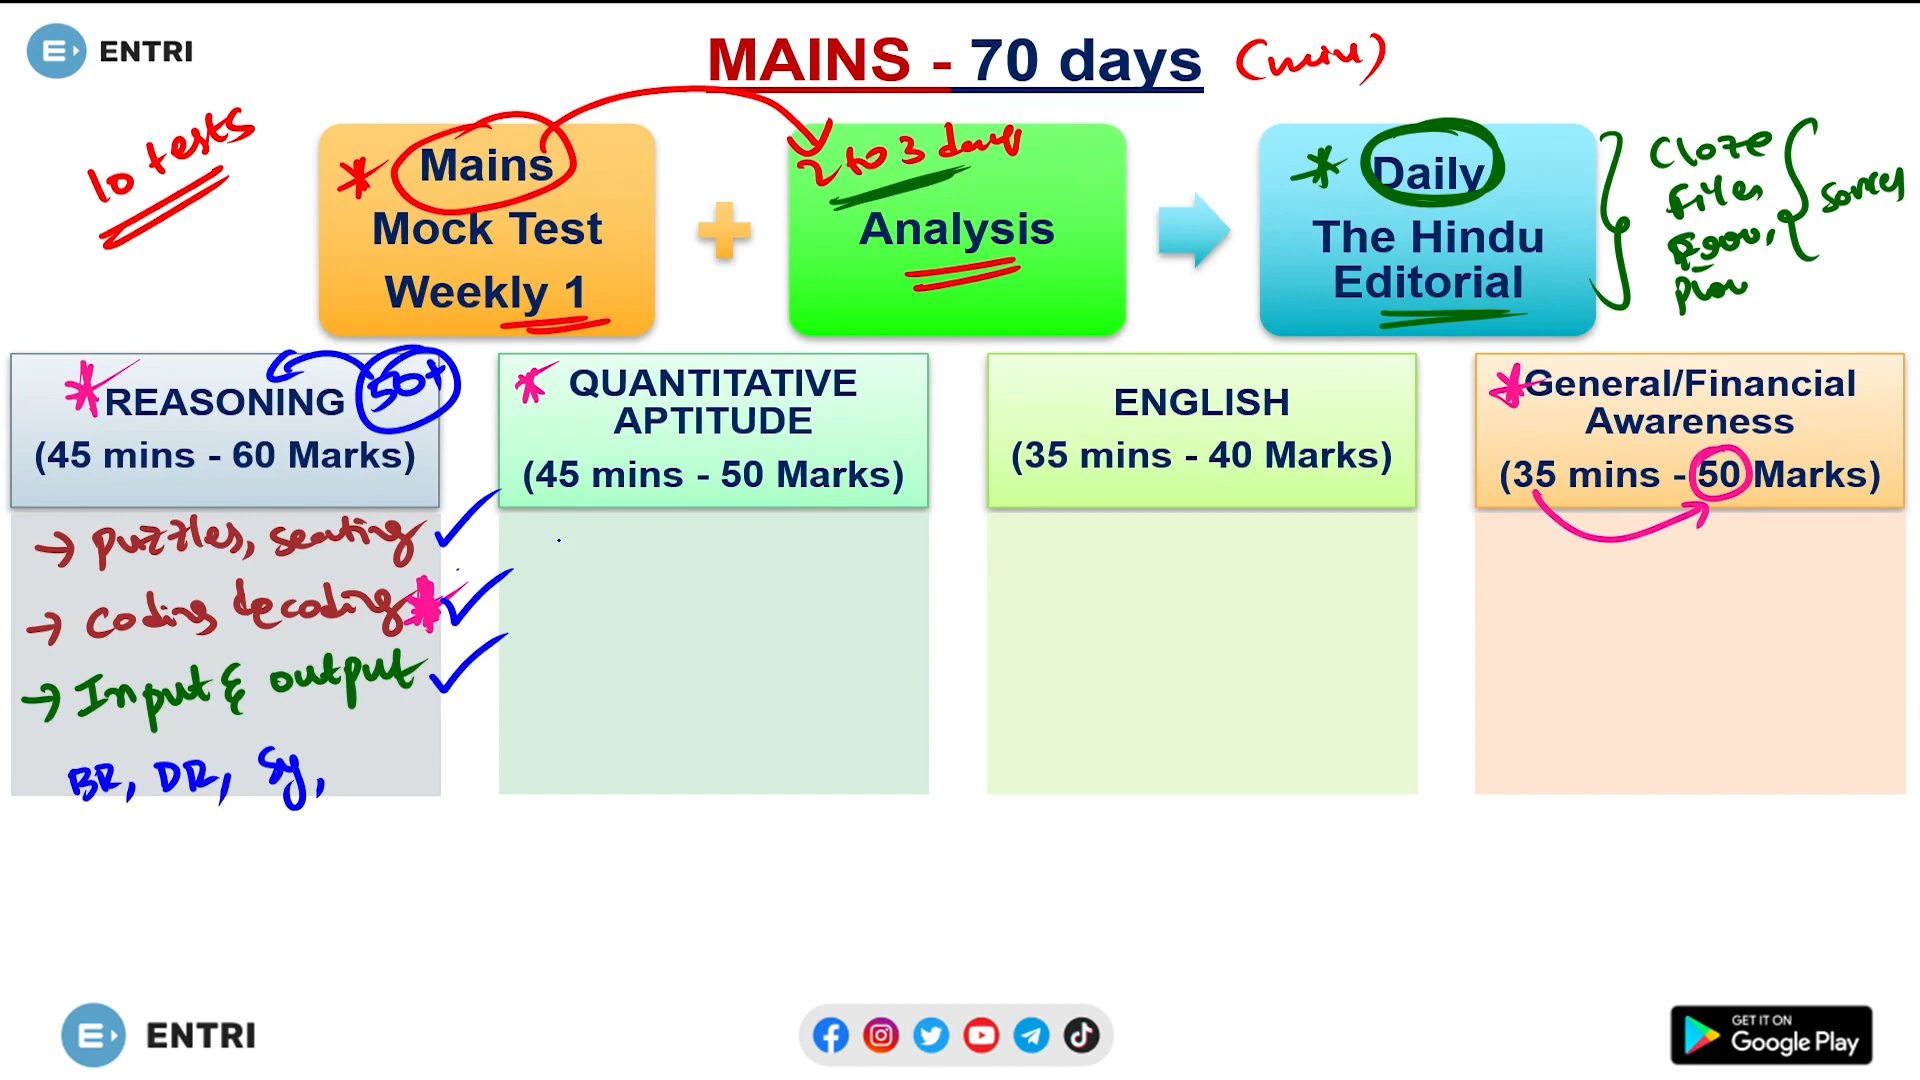 ENTRI
MAINS - 70 days (min)
10 tests
Mains
Mock Test
Weekly 1
2 to 3 days
Analysis
Daily
The Hindu
Editorial
Cloze
Fillers
REASONING 50+
(45 mins - 60 Marks)
QUANTITATIVE
APTITUDE
(45 mins - 50 Marks)
ENGLISH
(35 mins - 40 Marks)
General/Financial
Awareness
(35 mins - 50 Marks)
→ Puzzles, seating
→ Coding decoding
→ Input & output
BR, DR, Sy,
ENTRI
GET IT ON
Google Play